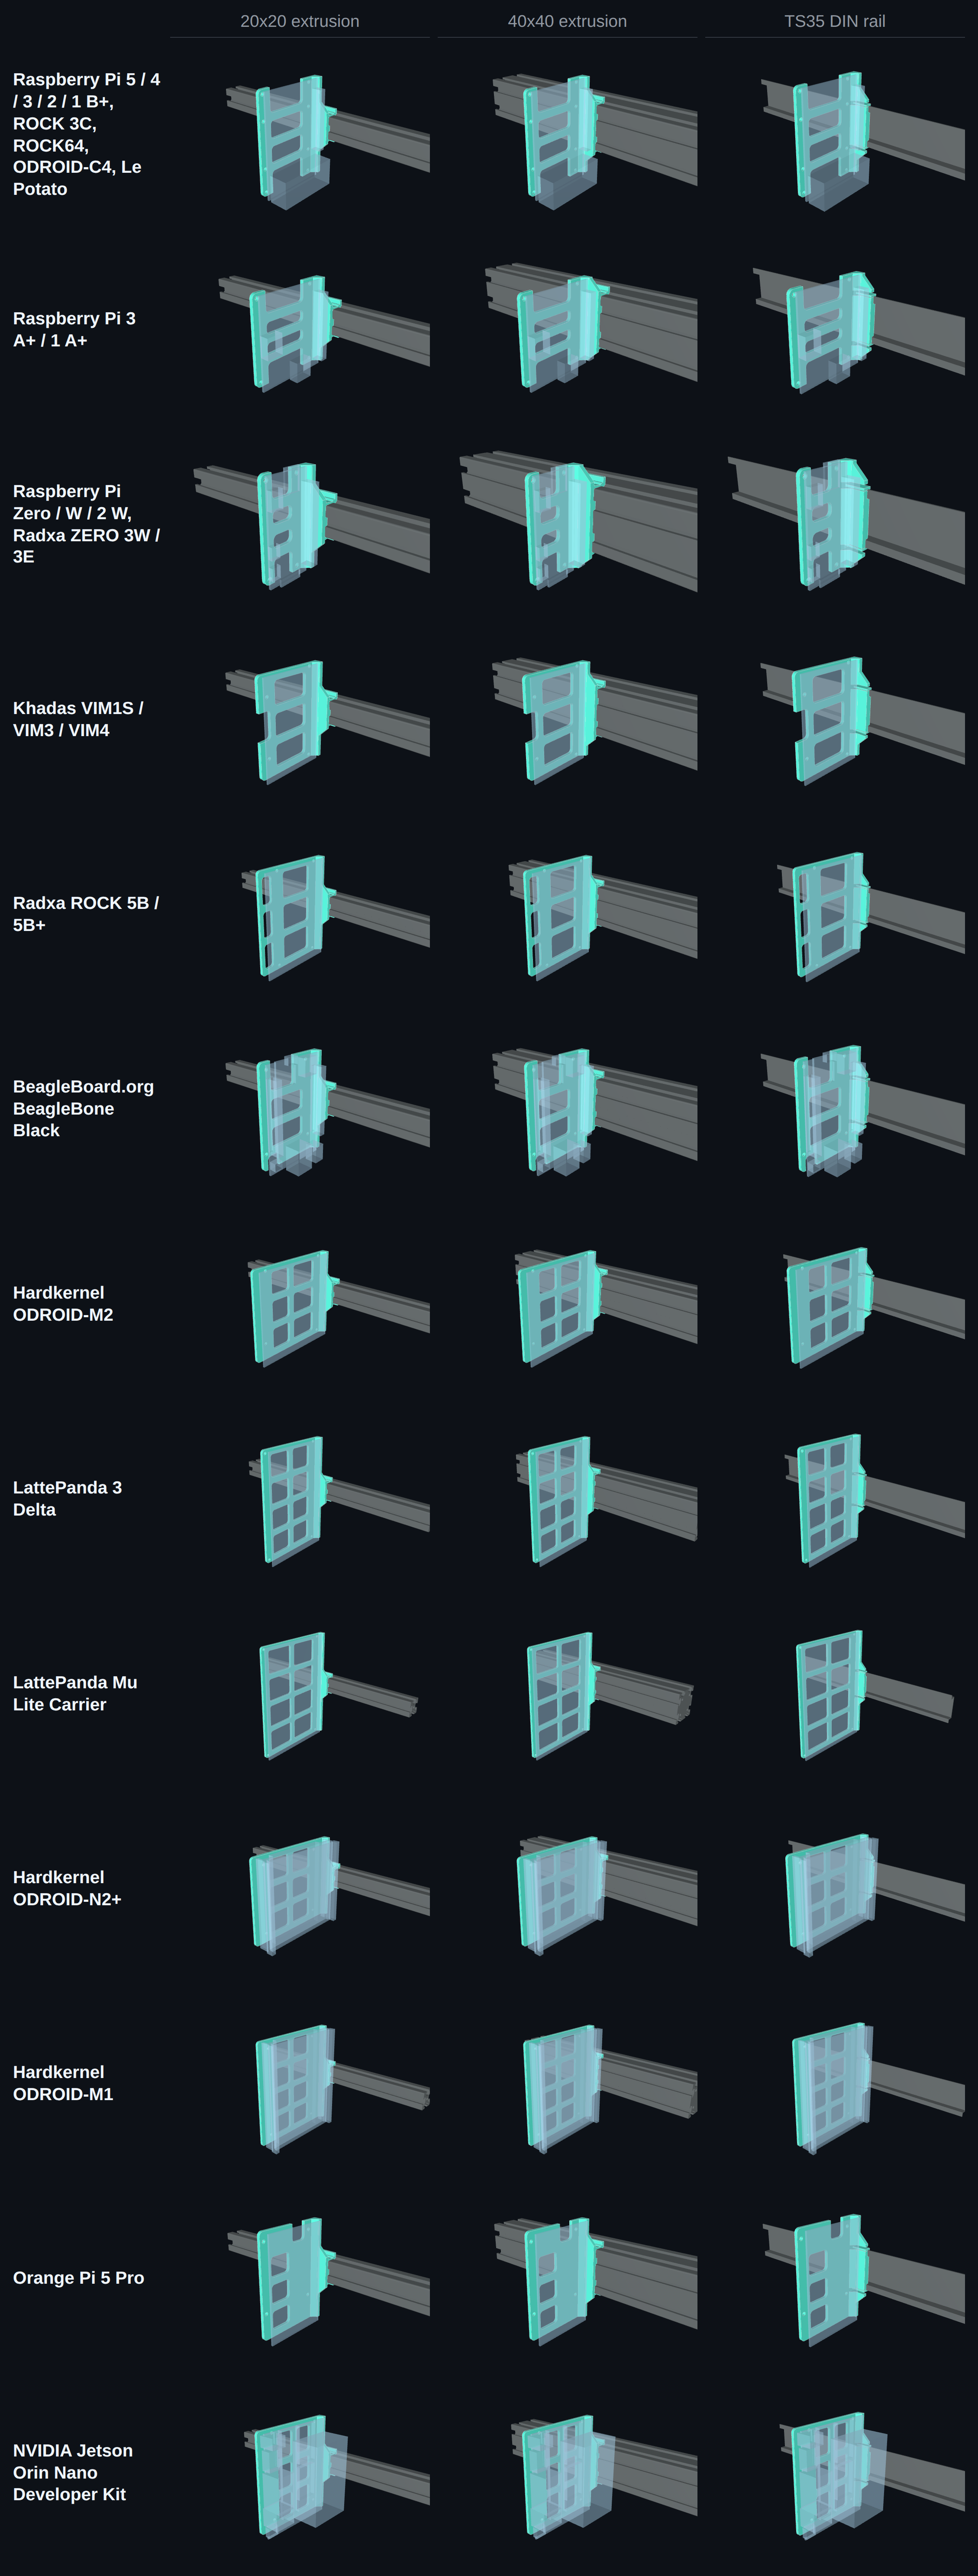 20x20 extrusion
40x40 extrusion
TS35 DIN rail
Raspberry Pi 5 / 4
/ 3 / 2 / 1 B+,
ROCK 3C,
ROCK64,
ODROID-C4, Le
Potato
Raspberry Pi 3
A+ / 1 A+
Raspberry Pi
Zero / W / 2 W,
Radxa ZERO 3W /
3E
Khadas VIM1S /
VIM3 / VIM4
Radxa ROCK 5B /
5B+
BeagleBoard.org
BeagleBone
Black
Hardkernel
ODROID-M2
LattePanda 3
Delta
LattePanda Mu
Lite Carrier
Hardkernel
ODROID-N2+
Hardkernel
ODROID-M1
Orange Pi 5 Pro
NVIDIA Jetson
Orin Nano
Developer Kit